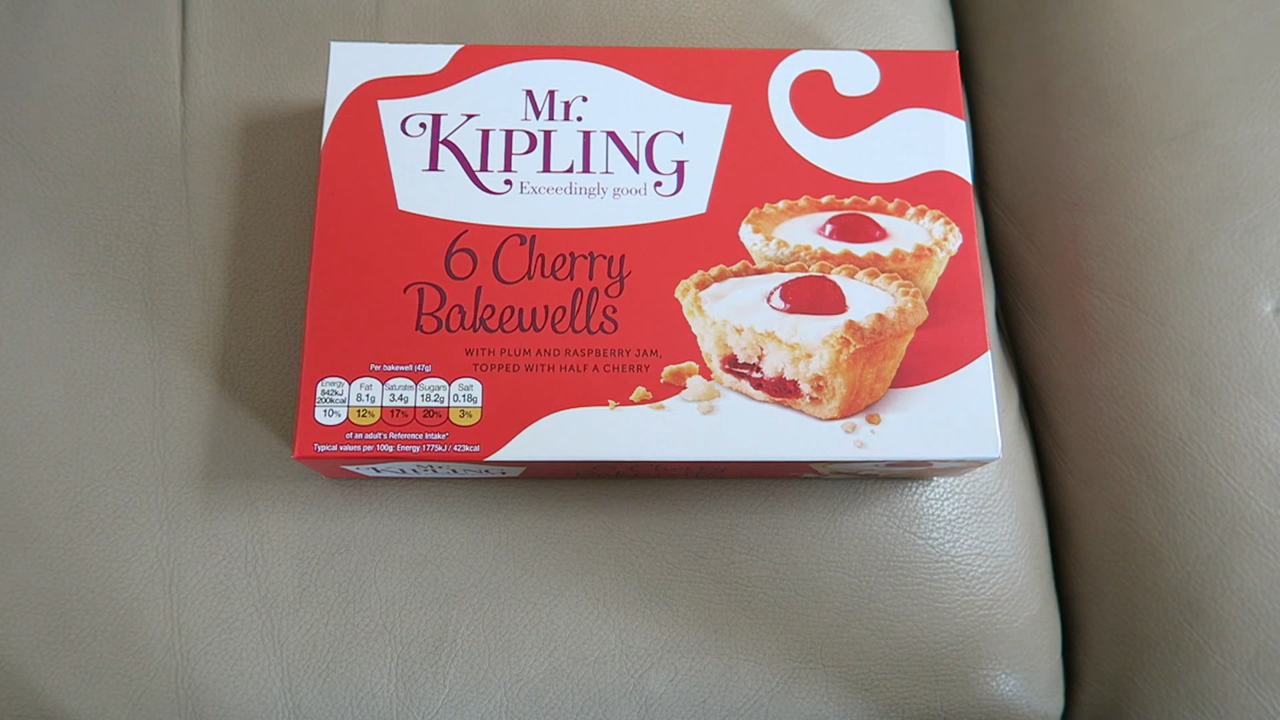 Mr.
KIPLING
Exceedingly good
6 Cherry
Bakewells
WITH PLUM AND RASPBERRY JAM,
TOPPED WITH HALF A CHERRY
Per bakewell (47g)
Energy Fat Saturates Sugars Salt
842kJ 8.1g 3.4g 18.2g 0.18g
200kcal
10% 12% 17% 20% 3%
of an adult's Reference Intake*
Typical values per 100g: Energy 1775kJ / 423kcal
Mr.
KIPLING